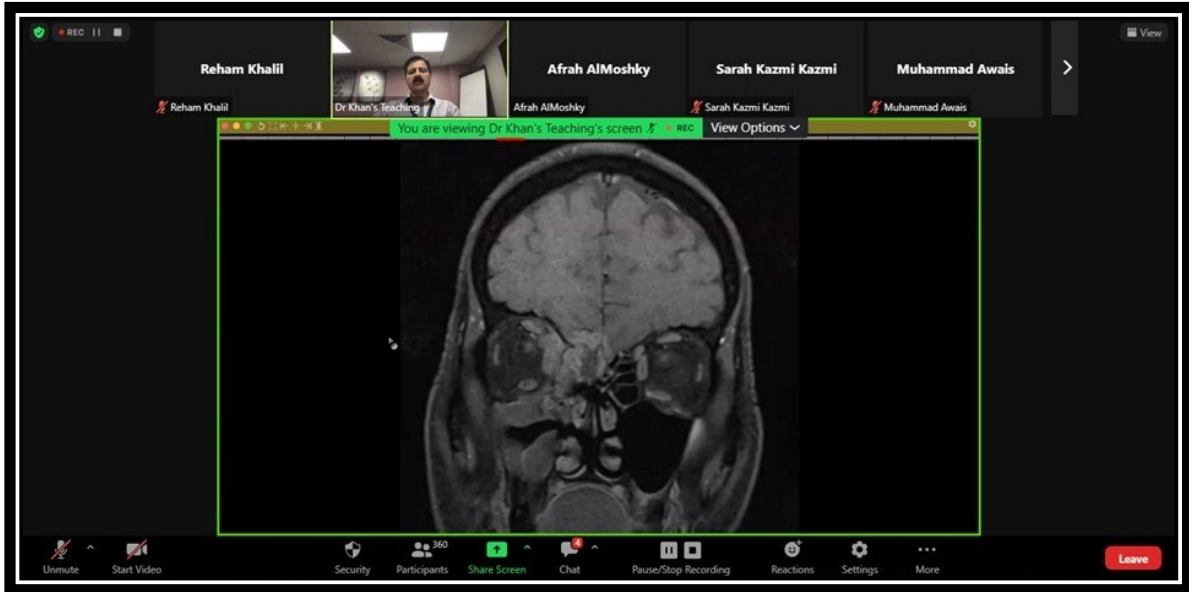 REC
View
Reham Khalil
Afrah AlMoshky
Sarah Kazmi Kazmi
Muhammad Awais
Reham Khalil
Dr Khan's Teaching
Afrah AlMoshky
Sarah Kazmi Kazmi
Muhammad Awais
You are viewing Dr Khan's Teaching's screen REC View Options
Unmute
Start Video
Security
360
Participants
Share Screen
4
Chat
Pause/Stop Recording
Reactions
Settings
More
Leave